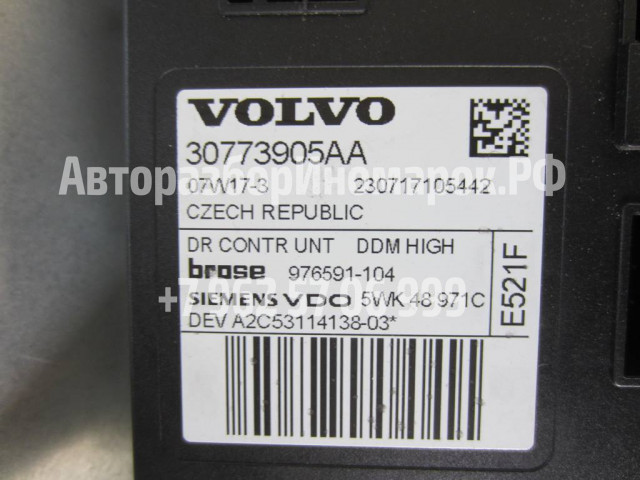 VOLVO
30773905AA
АвторазборИномарок.РФ
07W17-3 230717105442
CZECH REPUBLIC
DR CONTR UNT DDM HIGH
brose 976591-104
SIEMENS VDO 5WK 48 971C
DEV A2C53114138-03*
E521F